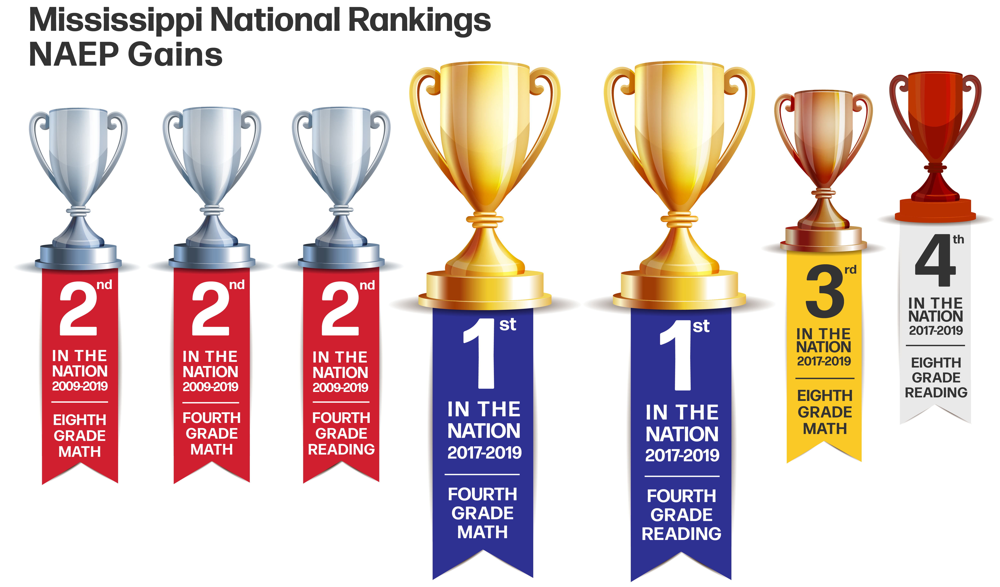 Mississippi National Rankings
NAEP Gains
2nd
IN THE
NATION
2009-2019
EIGHTH
GRADE
MATH
2nd
IN THE
NATION
2009-2019
FOURTH
GRADE
MATH
2nd
IN THE
NATION
2009-2019
FOURTH
GRADE
READING
1st
IN THE
NATION
2017-2019
FOURTH
GRADE
MATH
1st
IN THE
NATION
2017-2019
FOURTH
GRADE
READING
3rd
IN THE
NATION
2017-2019
EIGHTH
GRADE
MATH
4th
IN THE
NATION
2017-2019
EIGHTH
GRADE
READING